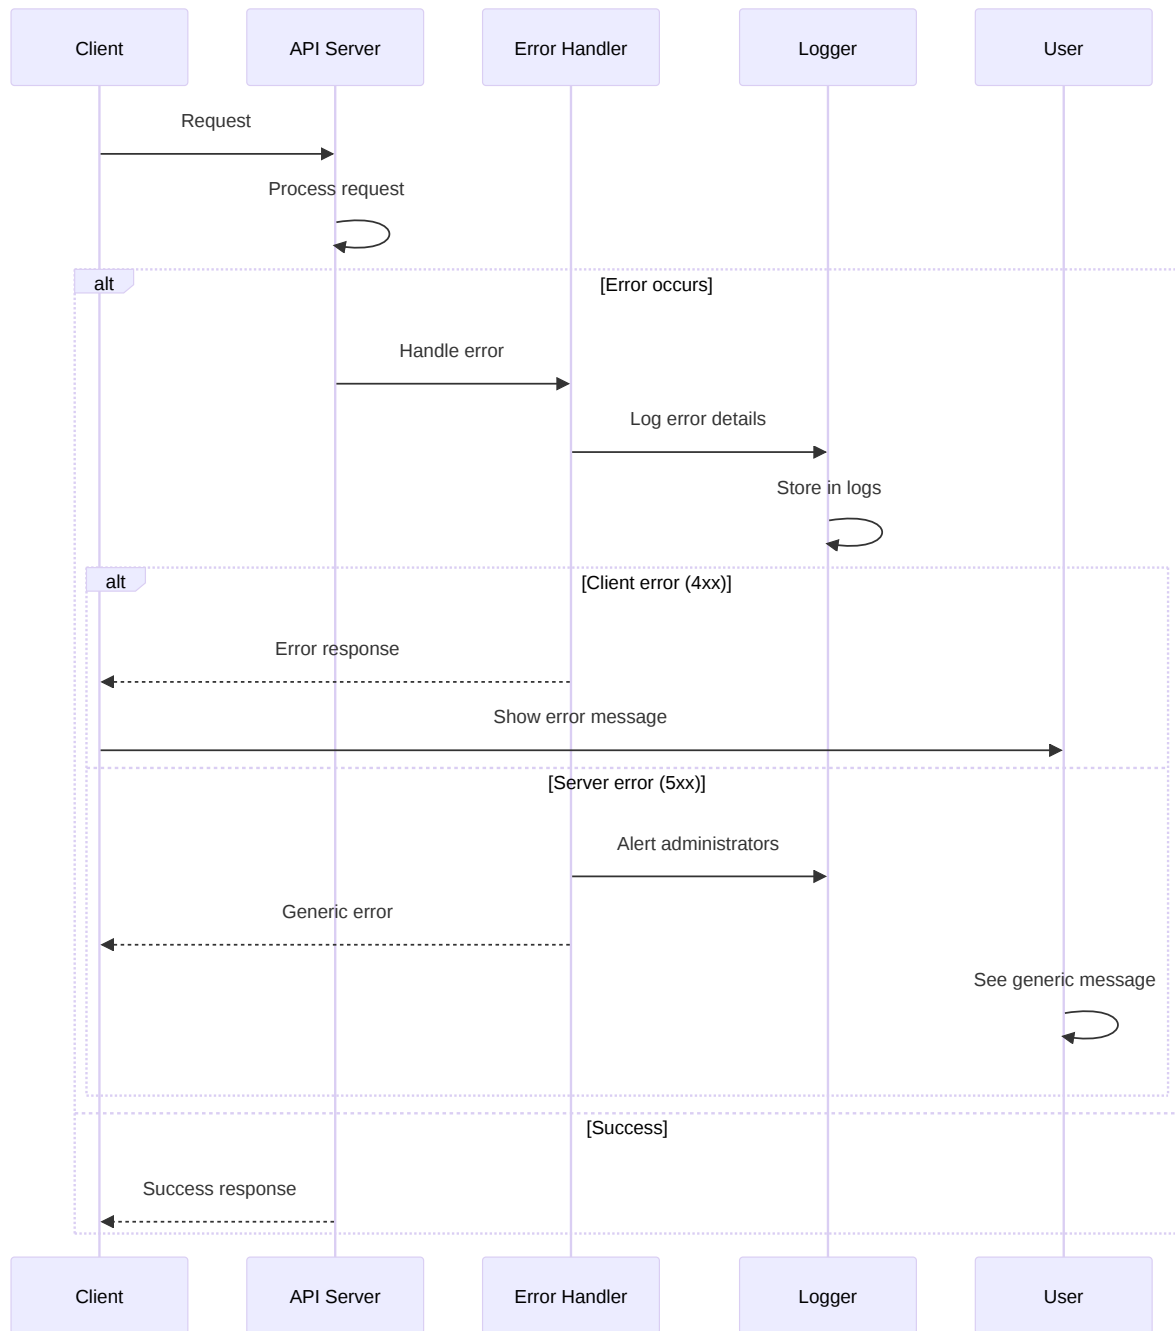 Client
API Server
Error Handler
Logger
User
Request
Process request
alt
[Error occurs]
Handle error
Log error details
Store in logs
alt
[Client error (4xx)]
Error response
Show error message
[Server error (5xx)]
Alert administrators
Generic error
See generic message
[Success]
Success response
Client
API Server
Error Handler
Logger
User